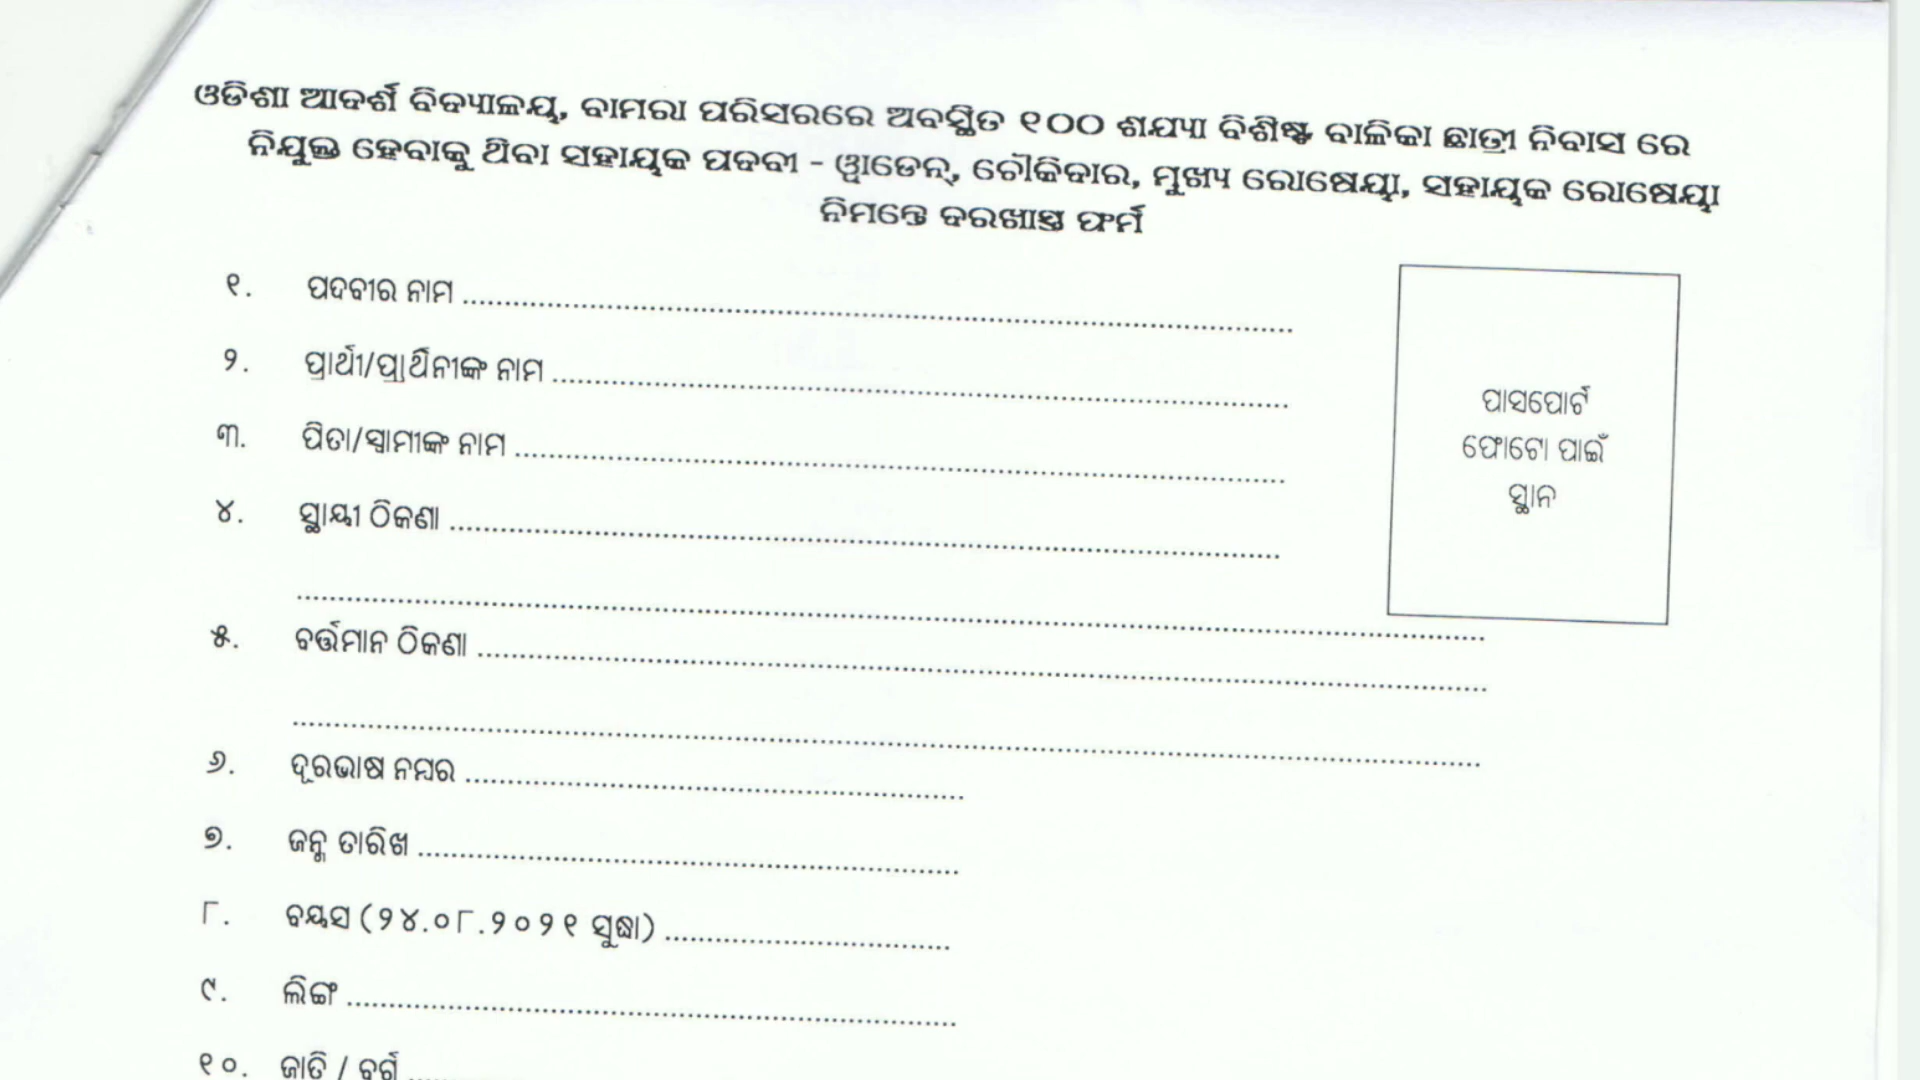 ଓଡିଶା ଆଦର୍ଶ ବିଦ୍ୟାଳୟ, ବାମରା ପରିସରରେ ଅବସ୍ଥିତ ୧୦୦ ଶଯ୍ୟା ବିଶିଷ୍ଟ ବାଳିକା ଛାତ୍ରୀ ନିବାସ ରେ
ନିଯୁକ୍ତ ହେବାକୁ ଥିବା ସହାୟକ ପଦବୀ - ୱାଡେନ୍, ଚୌକିଦାର, ମୁଖ୍ୟ ରୋଷେୟା, ସହାୟକ ରୋଷେୟା
ନିମନ୍ତେ ଦରଖାସ୍ତ ଫର୍ମ
୧. ପଦବୀର ନାମ
୨. ପ୍ରାର୍ଥୀ/ପ୍ରାର୍ଥିନୀଙ୍କ ନାମ
୩. ପିତା/ସ୍ୱାମୀଙ୍କ ନାମ
୪. ସ୍ଥାୟୀ ଠିକଣା
ପାସପୋର୍ଟ
ଫୋଟୋ ପାଇଁ
ସ୍ଥାନ
୫. ବର୍ତ୍ତମାନ ଠିକଣା
୬. ଦୂରଭାଷ ନମ୍ବର
୭. ଜନ୍ମ ତାରିଖ
୮. ବୟସ (୨୪.୦୮.୨୦୨୧ ସୁଦ୍ଧା)
୯. ଲିଙ୍ଗ
୧୦. ଜାତି / ବର୍ଗ